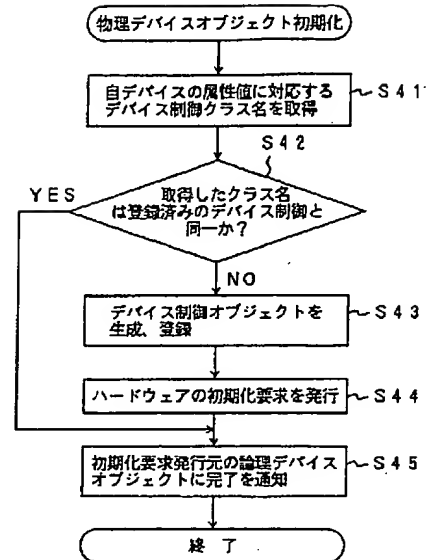 物理デバイスオブジェクト初期化
自デバイスの属性値に対応する
デバイス制御クラス名を取得
S41
S42
YES
取得したクラス名
は登録済みのデバイス制御と
同一か？
NO
デバイス制御オブジェクトを
生成、登録
S43
ハードウェアの初期化要求を発行
S44
初期化要求発行元の論理デバイス
オブジェクトに完了を通知
S45
終了